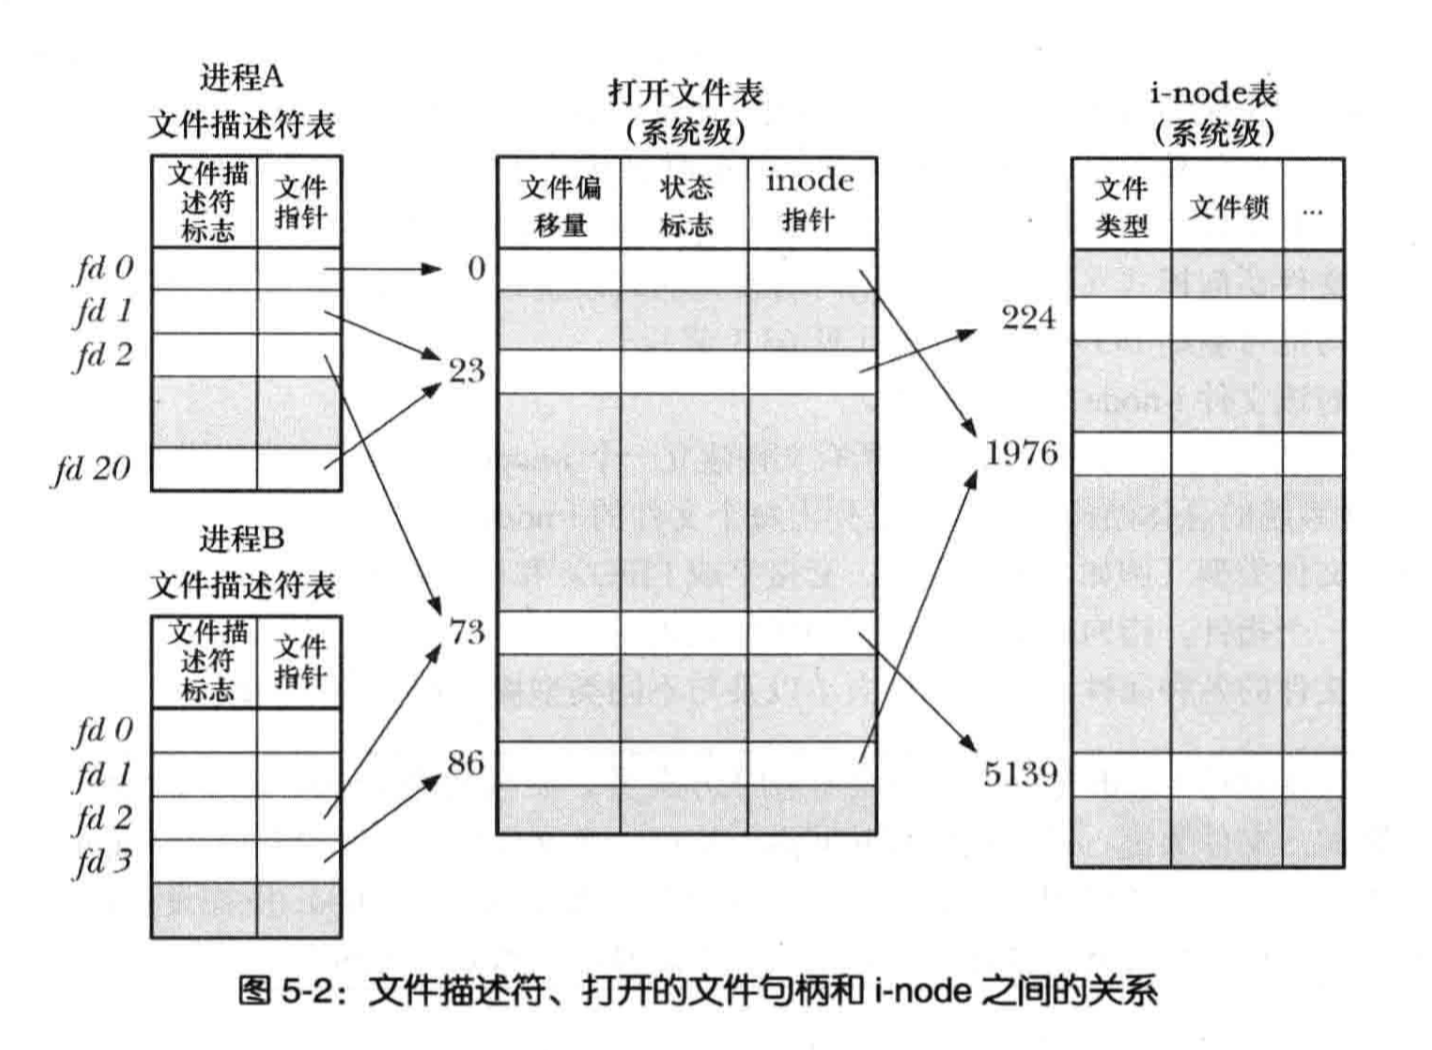 进程A
文件描述符表
文件描
述符
标志
文件
指针
fd 0
fd 1
fd 2
fd 20
进程B
文件描述符表
文件描
述符
标志
文件
指针
fd 0
fd 1
fd 2
fd 3
打开文件表
(系统级)
文件偏
移量
状态
标志
inode
指针
0
23
73
86
i-node表
(系统级)
文件
类型
文件锁
...
224
1976
5139
图 5-2：文件描述符、打开的文件句柄和 i-node 之间的关系